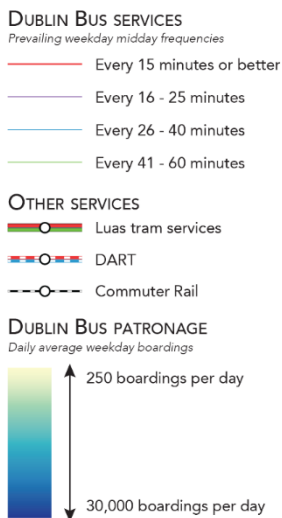 DUBLIN BUS SERVICES
Prevailing weekday midday frequencies
Every 15 minutes or better
Every 16 - 25 minutes
Every 26 - 40 minutes
Every 41 - 60 minutes
OTHER SERVICES
Luas tram services
DART
Commuter Rail
DUBLIN BUS PATRONAGE
Daily average weekday boardings
250 boardings per day
30,000 boardings per day